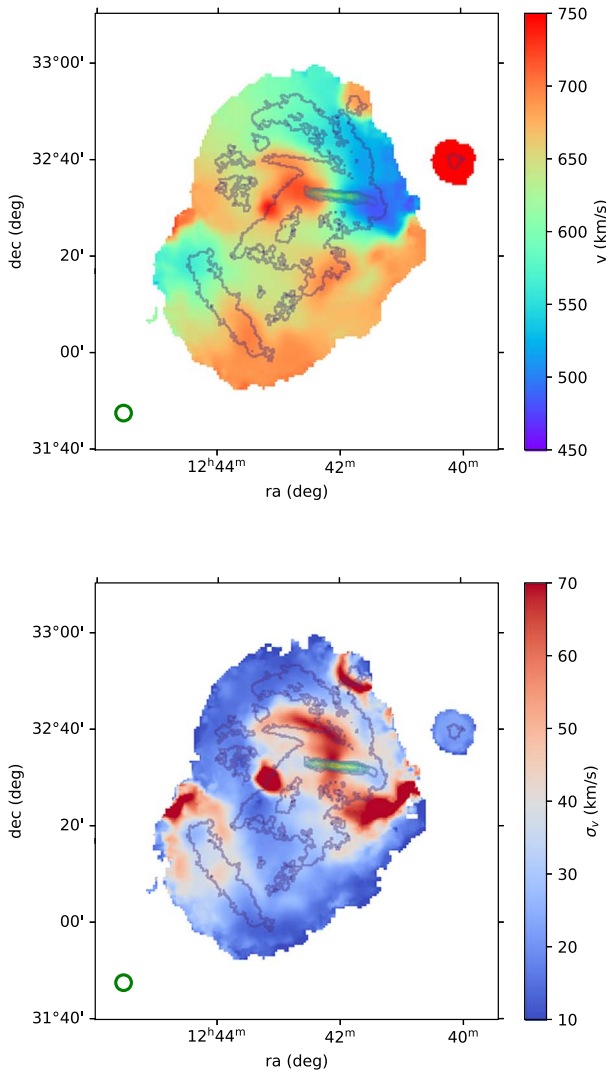 33°00'
32°40'
20'
00'
31°40'
dec (deg)
12ʰ44ᵐ
42ᵐ
40ᵐ
ra (deg)
750
700
650
600
550
500
450
v (km/s)
33°00'
32°40'
20'
00'
31°40'
dec (deg)
12ʰ44ᵐ
42ᵐ
40ᵐ
ra (deg)
70
60
50
40
30
20
10
σᵥ (km/s)